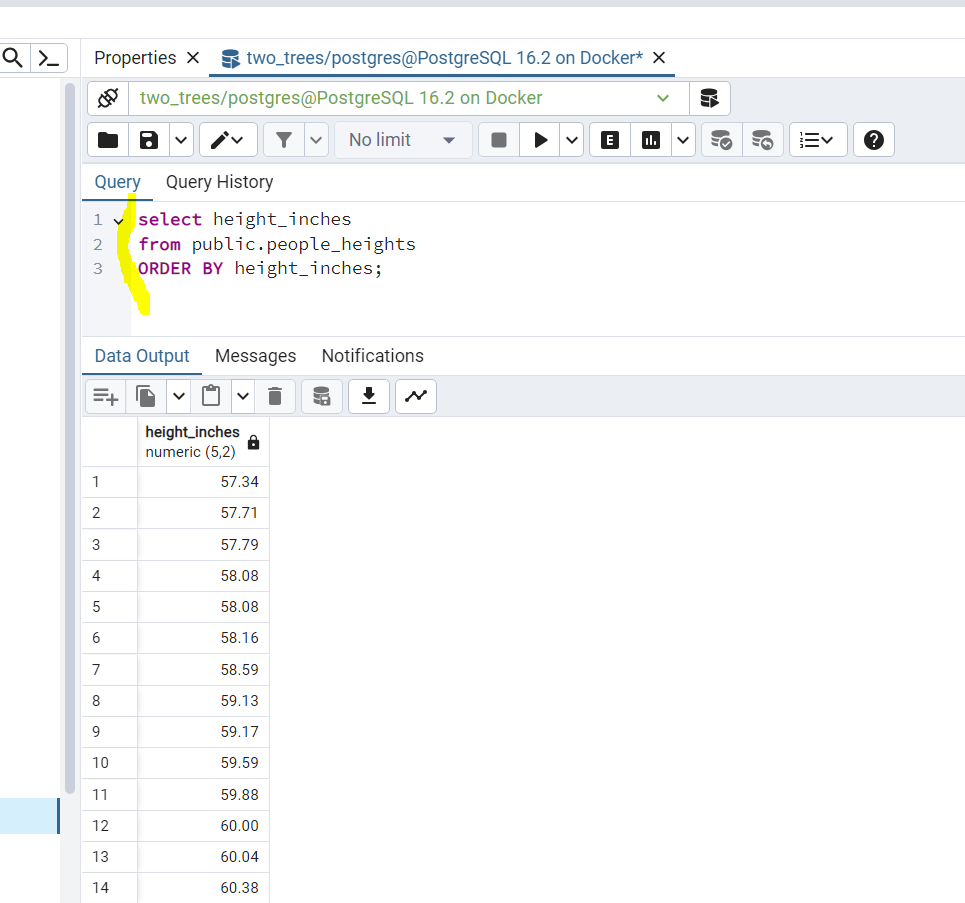 Properties
two_trees/postgres@PostgreSQL 16.2 on Docker*
two_trees/postgres@PostgreSQL 16.2 on Docker
No limit
E
Query Query History
1 select height_inches
2 from public.people_heights
3 ORDER BY height_inches;
Data Output Messages Notifications
height_inches
numeric (5,2)
1 57.34
2 57.71
3 57.79
4 58.08
5 58.08
6 58.16
7 58.59
8 59.13
9 59.17
10 59.59
11 59.88
12 60.00
13 60.04
14 60.38